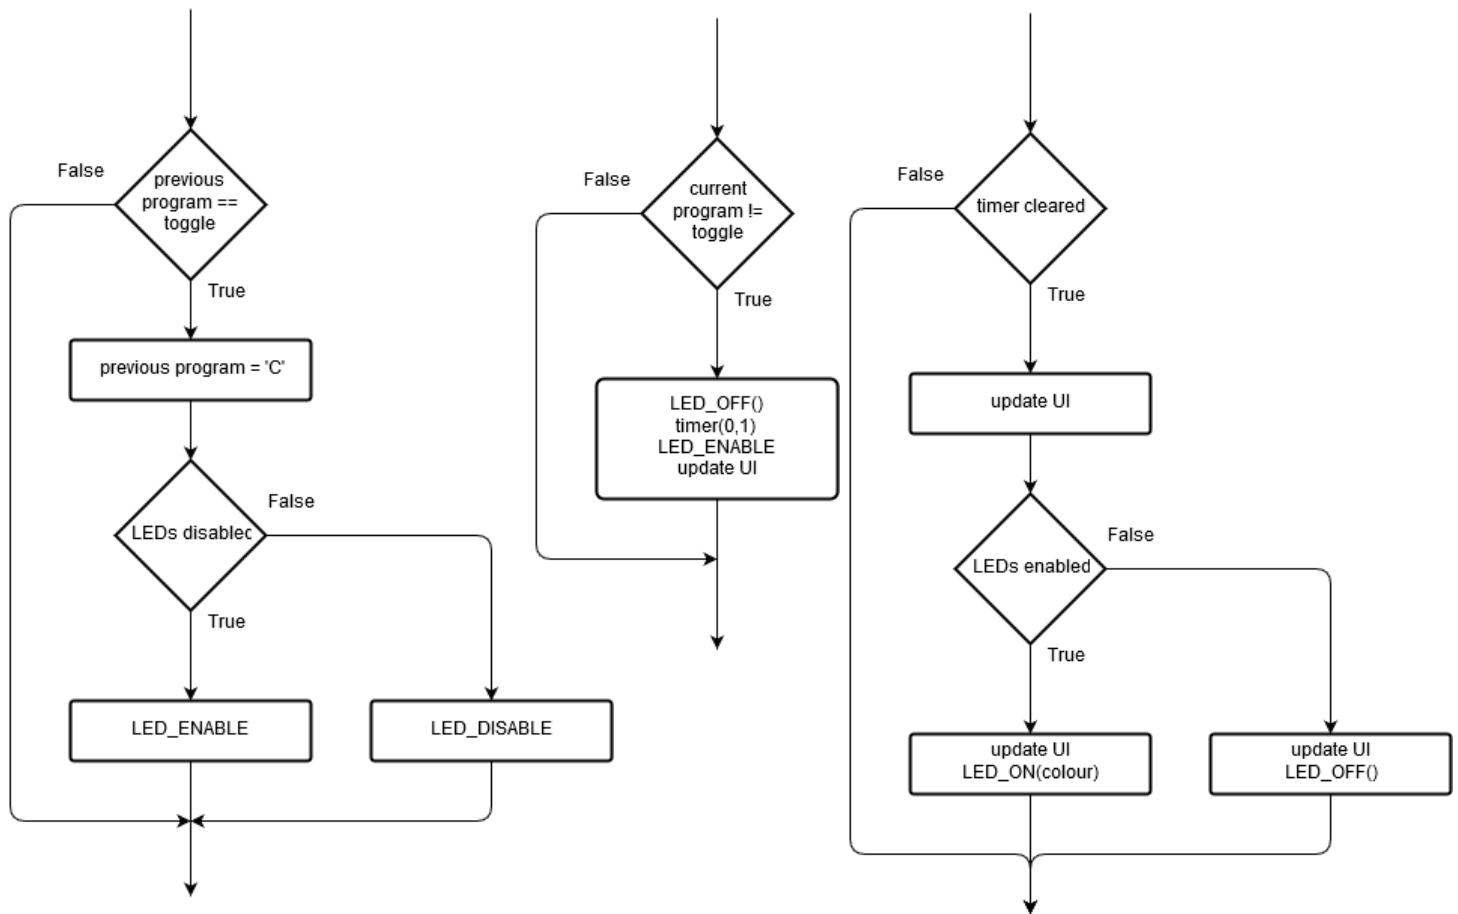 False
previous
program ==
toggle
True
previous program = 'C'
LEDs disabled
False
True
LED_ENABLE
LED_DISABLE
False
current
program !=
toggle
True
LED_OFF()
timer(0,1)
LED_ENABLE
update UI
False
timer cleared
True
update UI
LEDs enabled
False
True
update UI
LED_ON(colour)
update UI
LED_OFF()